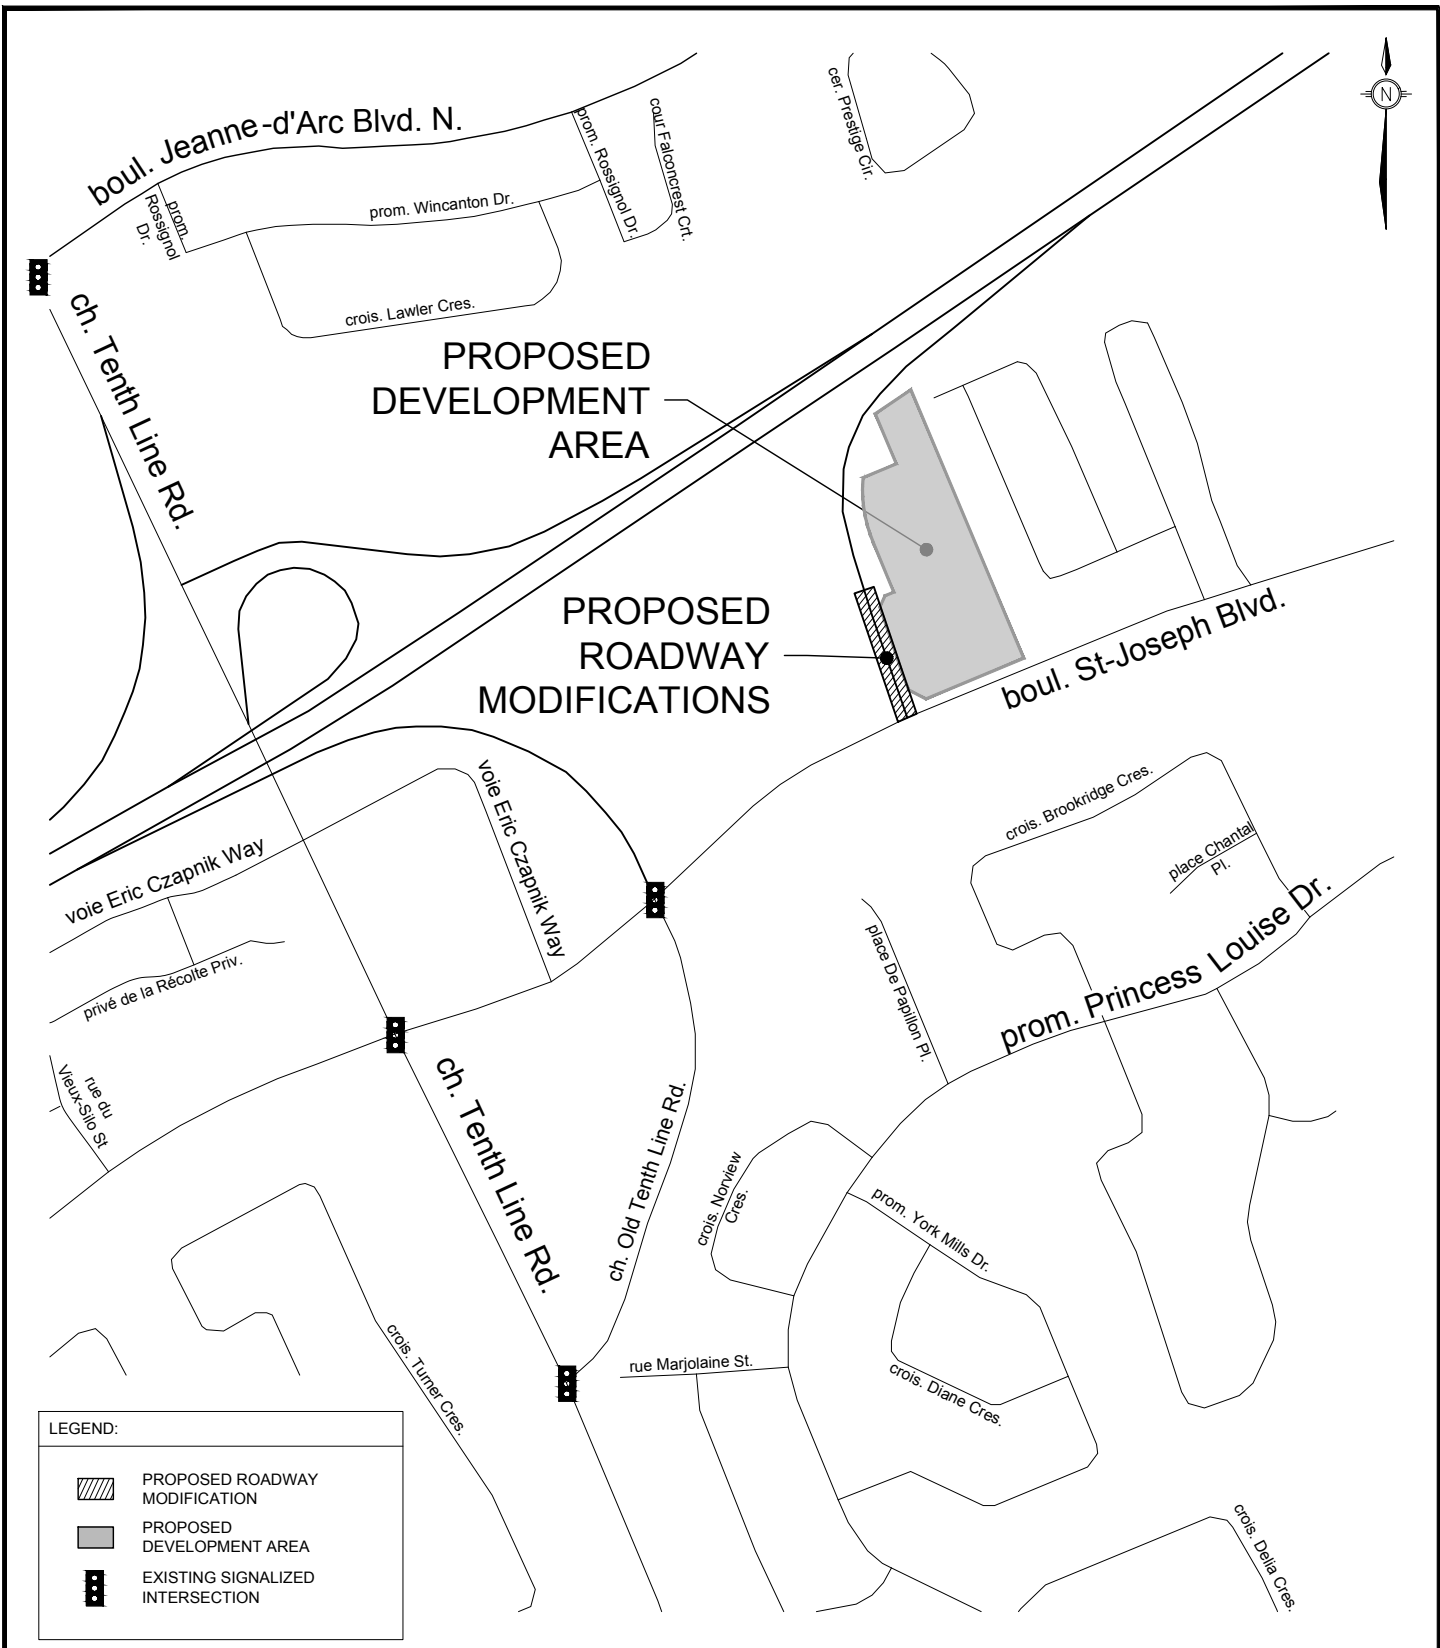 boul. Jeanne-d'Arc Blvd. N.
prom.
Rossignol
Dr.
prom. Wincanton Dr.
prom. Rossignol Dr.
cour Falconcrest Crt.
cer. Prestige Cir.
N
crois. Lawler Cres.
ch. Tenth Line Rd.
PROPOSED
DEVELOPMENT
AREA
PROPOSED
ROADWAY
MODIFICATIONS
boul. St-Joseph Blvd.
voie Eric Czapnik Way
voie Eric Czapnik Way
crois. Brookridge Cres.
place Chantal
Pl.
privé de la Récolte Priv.
place De Papillon Pl.
prom. Princess Louise Dr.
rue du
Vieux-Silo St
ch. Tenth Line Rd.
ch. Old Tenth Line Rd.
crois. Norview
Cres.
prom. York Mills Dr.
crois. Turner Cres.
rue Marjolaine St.
crois. Diane Cres.
crois. Delia Cres.
LEGEND:
PROPOSED ROADWAY
MODIFICATION
PROPOSED
DEVELOPMENT AREA
EXISTING SIGNALIZED
INTERSECTION